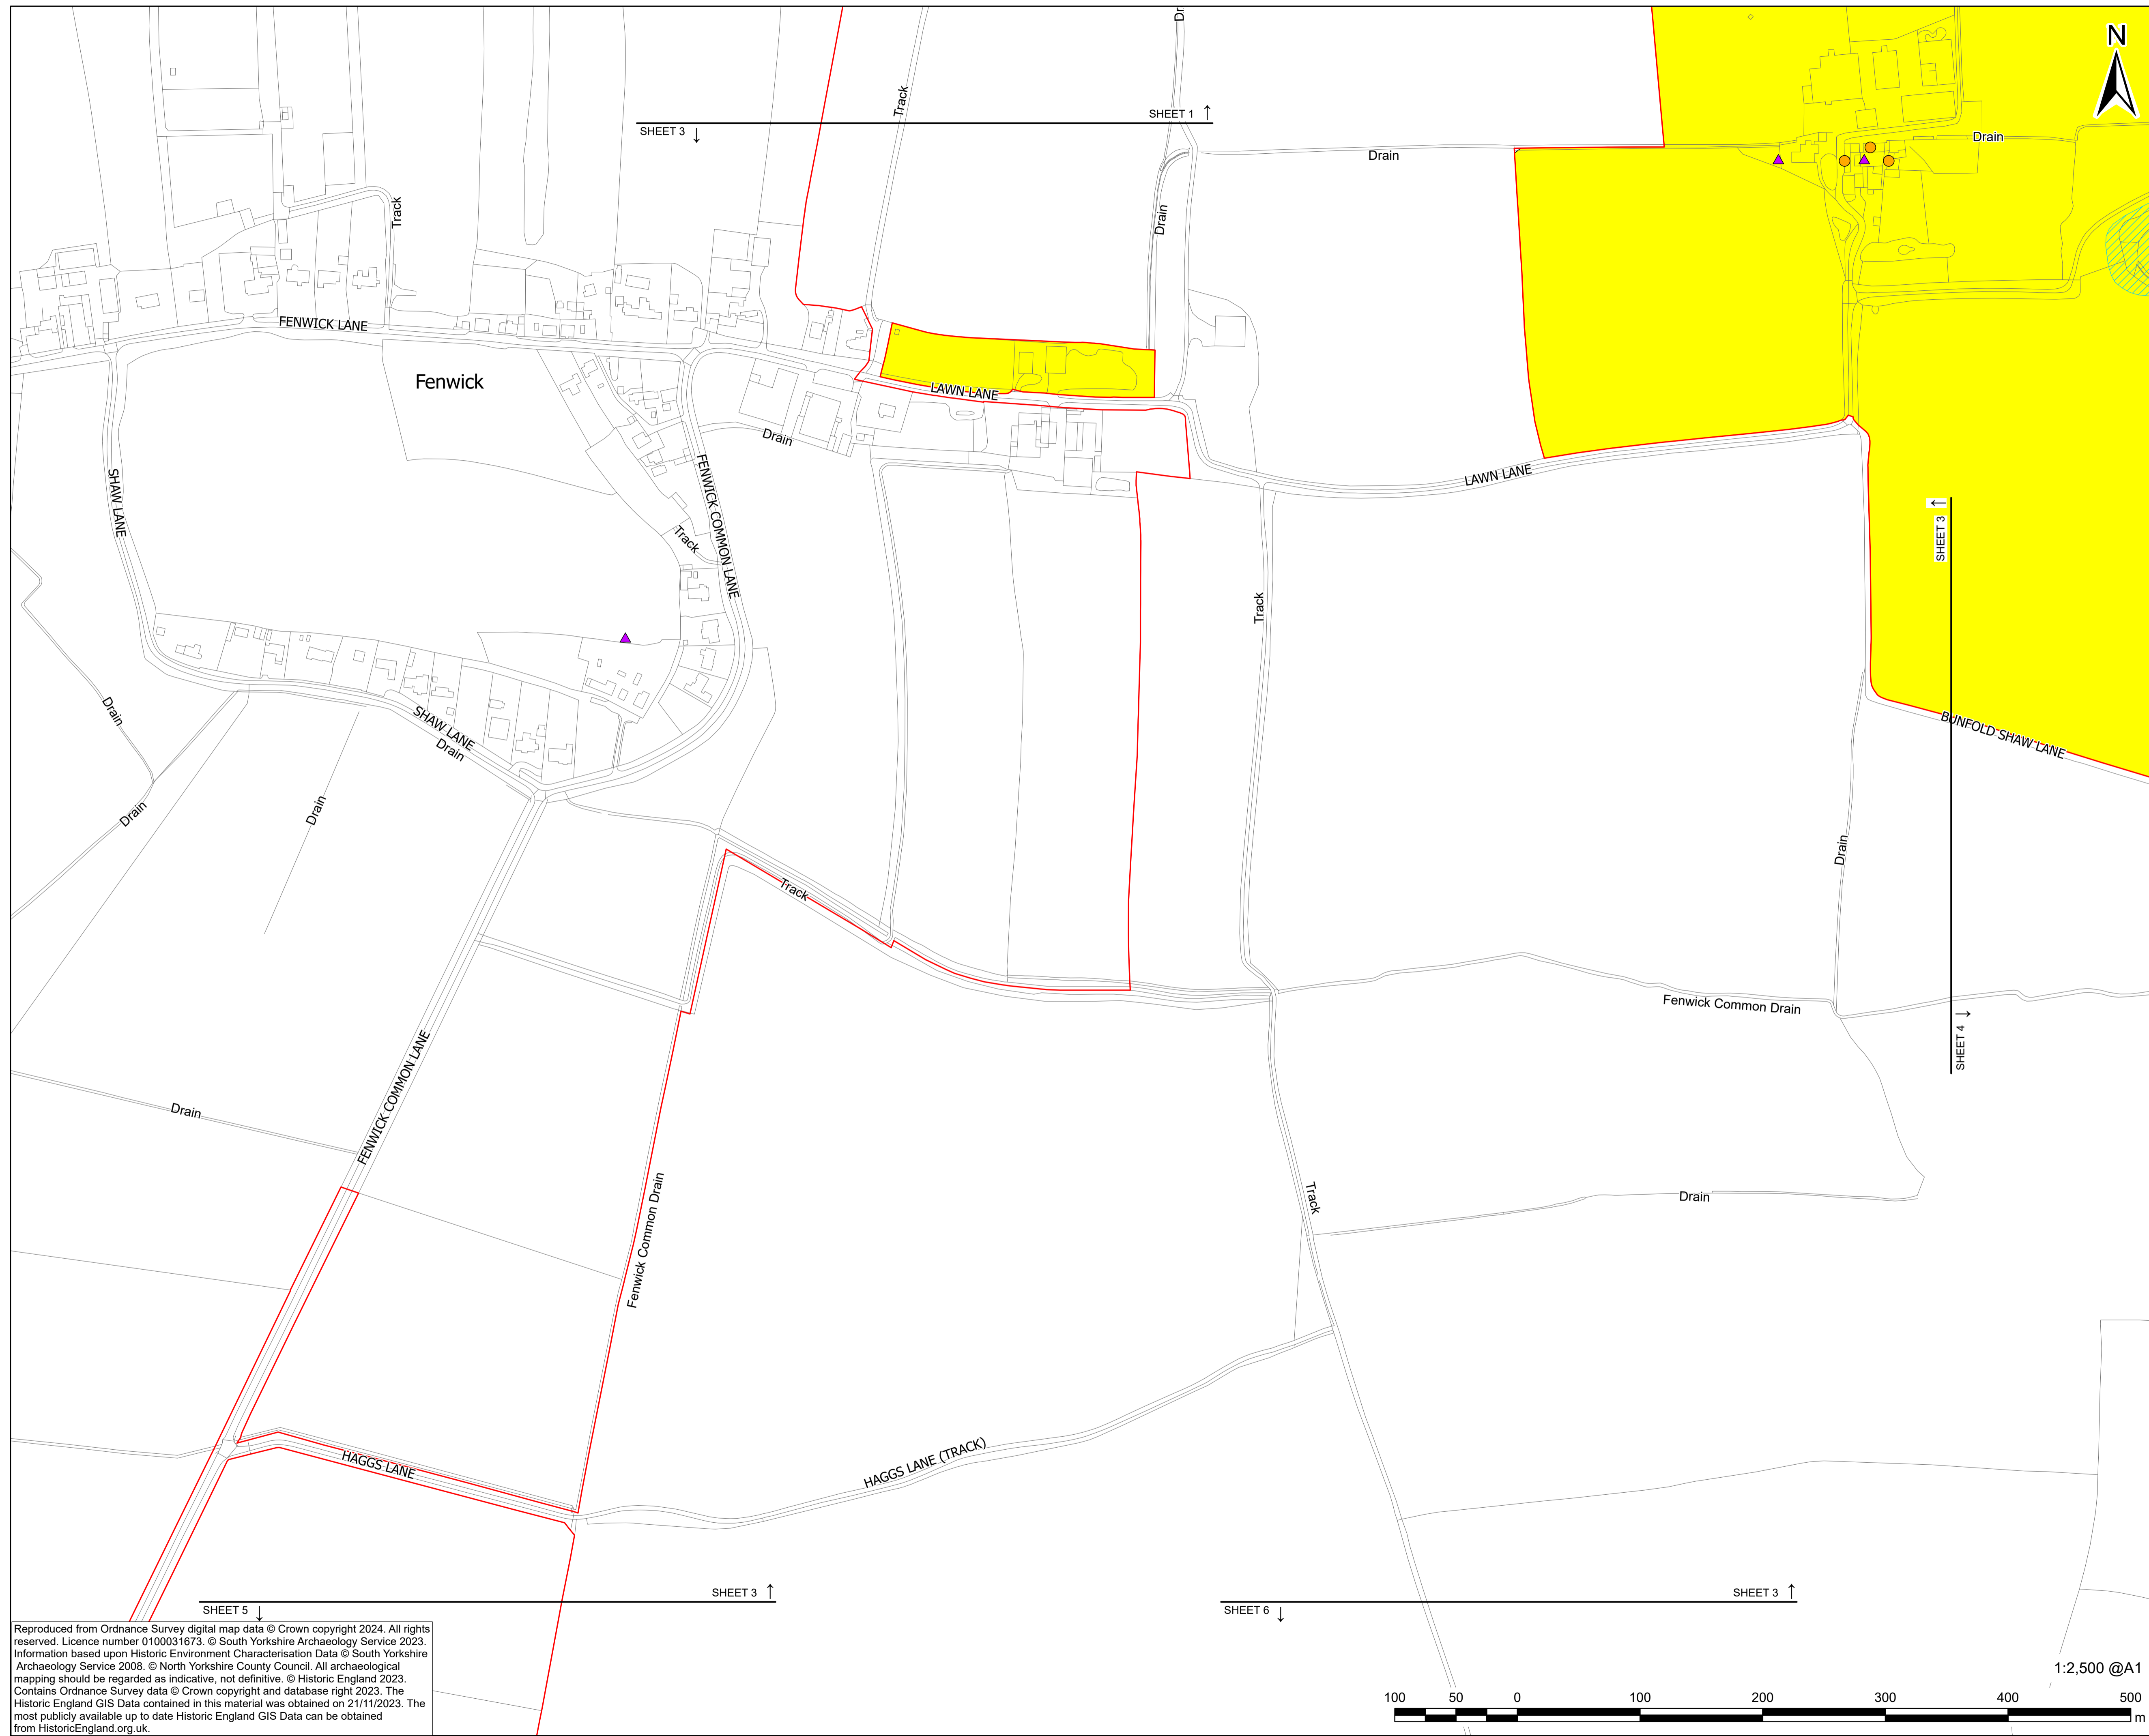 Dr
N
Track
SHEET 1 ↑
SHEET 3 ↓
Drain
Drain
Track
Drain
FENWICK LANE
Fenwick
LAWN LANE
Drain
SHAW LANE
FENWICK COMMON LANE
LAWN LANE
SHEET 3 ↑
Track
Track
Drain
SHAW LANE
Drain
BUNFOLD SHAW LANE
Drain
Drain
Drain
Track
Fenwick Common Drain
SHEET 4 ↓
FENWICK COMMON LANE
Drain
Track
Drain
Fenwick Common Drain
HAGGS LANE
HAGGS LANE (TRACK)
SHEET 3 ↑
SHEET 5 ↓
SHEET 3 ↑
SHEET 6 ↓
Reproduced from Ordnance Survey digital map data © Crown copyright 2024. All rights
reserved. Licence number 0100031673. © South Yorkshire Archaeology Service 2023.
Information based upon Historic Environment Characterisation Data © South Yorkshire
Archaeology Service 2008. © North Yorkshire County Council. All archaeological
mapping should be regarded as indicative, not definitive. © Historic England 2023.
Contains Ordnance Survey data © Crown copyright and database right 2023. The
Historic England GIS Data contained in this material was obtained on 21/11/2023. The
most publicly available up to date Historic England GIS Data can be obtained
from HistoricEngland.org.uk.
1:2,500 @A1
100 50 0 100 200 300 400 500
m